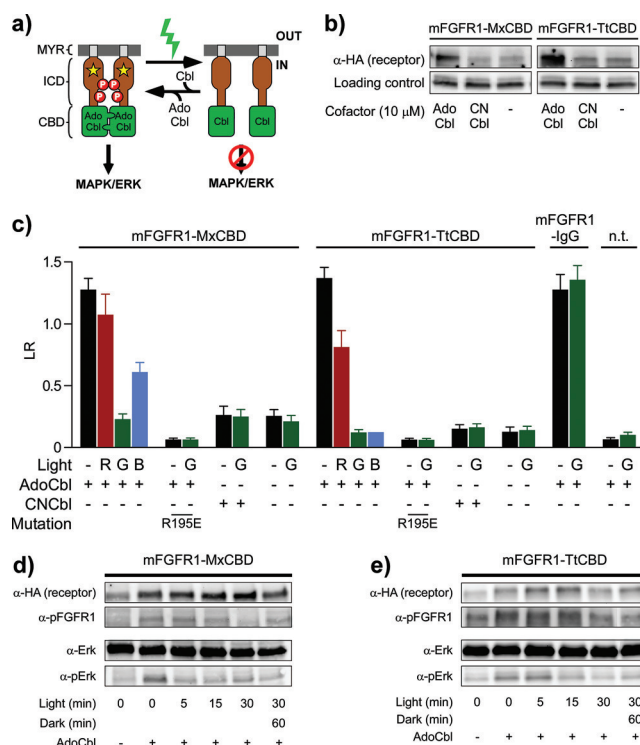 a)
MYR
OUT
IN
Cbl
ICD
P P
P P
Ado Cbl
CBD
Ado Cbl
Ado Cbl
Cbl
Cbl
MAPK/ERK
MAPK/ERK
b)
mFGFR1-MxCBD mFGFR1-TtCBD
α-HA (receptor)
Loading control
Cofactor (10 μM) Ado Cbl CN Cbl - Ado Cbl CN Cbl -
c)
mFGFR1-MxCBD mFGFR1-TtCBD mFGFR1 -IgG n.t.
LR
1.5
1.0
0.5
0
Light - R G B - G - G - G - R G B - G - G - G - G - G
AdoCbl + + + + + + - - - - + + + + + + - - - - + + + +
CNCbl - - - - - - + + - - - - - - - - + + - - - - - -
Mutation - - - - R195E - - - - - - - - R195E - - - - - - - -
d)
mFGFR1-MxCBD
α-HA (receptor)
α-pFGFR1
α-Erk
α-pErk
Light (min) 0 0 5 15 30 30
Dark (min) 60
AdoCbl - + + + + +
e)
mFGFR1-TtCBD
α-HA (receptor)
α-pFGFR1
α-Erk
α-pErk
Light (min) 0 0 5 15 30 30
Dark (min) 60
AdoCbl - + + + + +